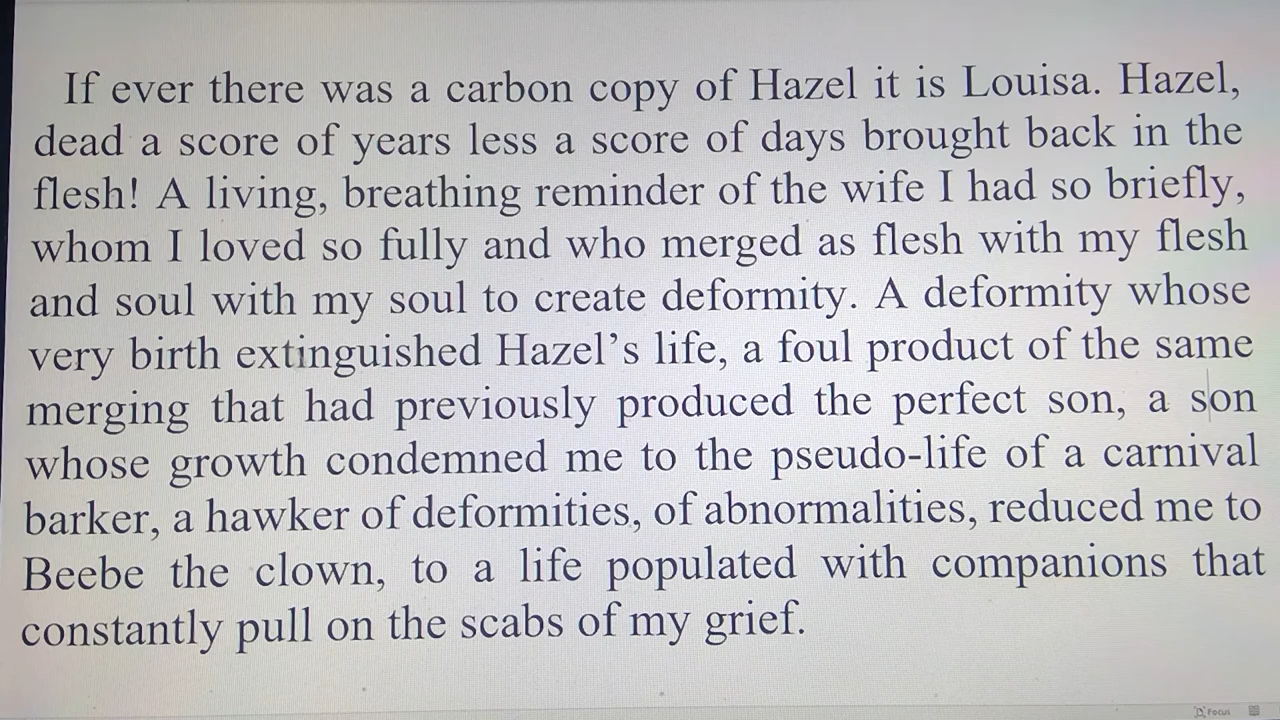 If ever there was a carbon copy of Hazel it is Louisa. Hazel,
dead a score of years less a score of days brought back in the
flesh! A living, breathing reminder of the wife I had so briefly,
whom I loved so fully and who merged as flesh with my flesh
and soul with my soul to create deformity. A deformity whose
very birth extinguished Hazel’s life, a foul product of the same
merging that had previously produced the perfect son, a son
whose growth condemned me to the pseudo-life of a carnival
barker, a hawker of deformities, of abnormalities, reduced me to
Beebe the clown, to a life populated with companions that
constantly pull on the scabs of my grief.
Focus